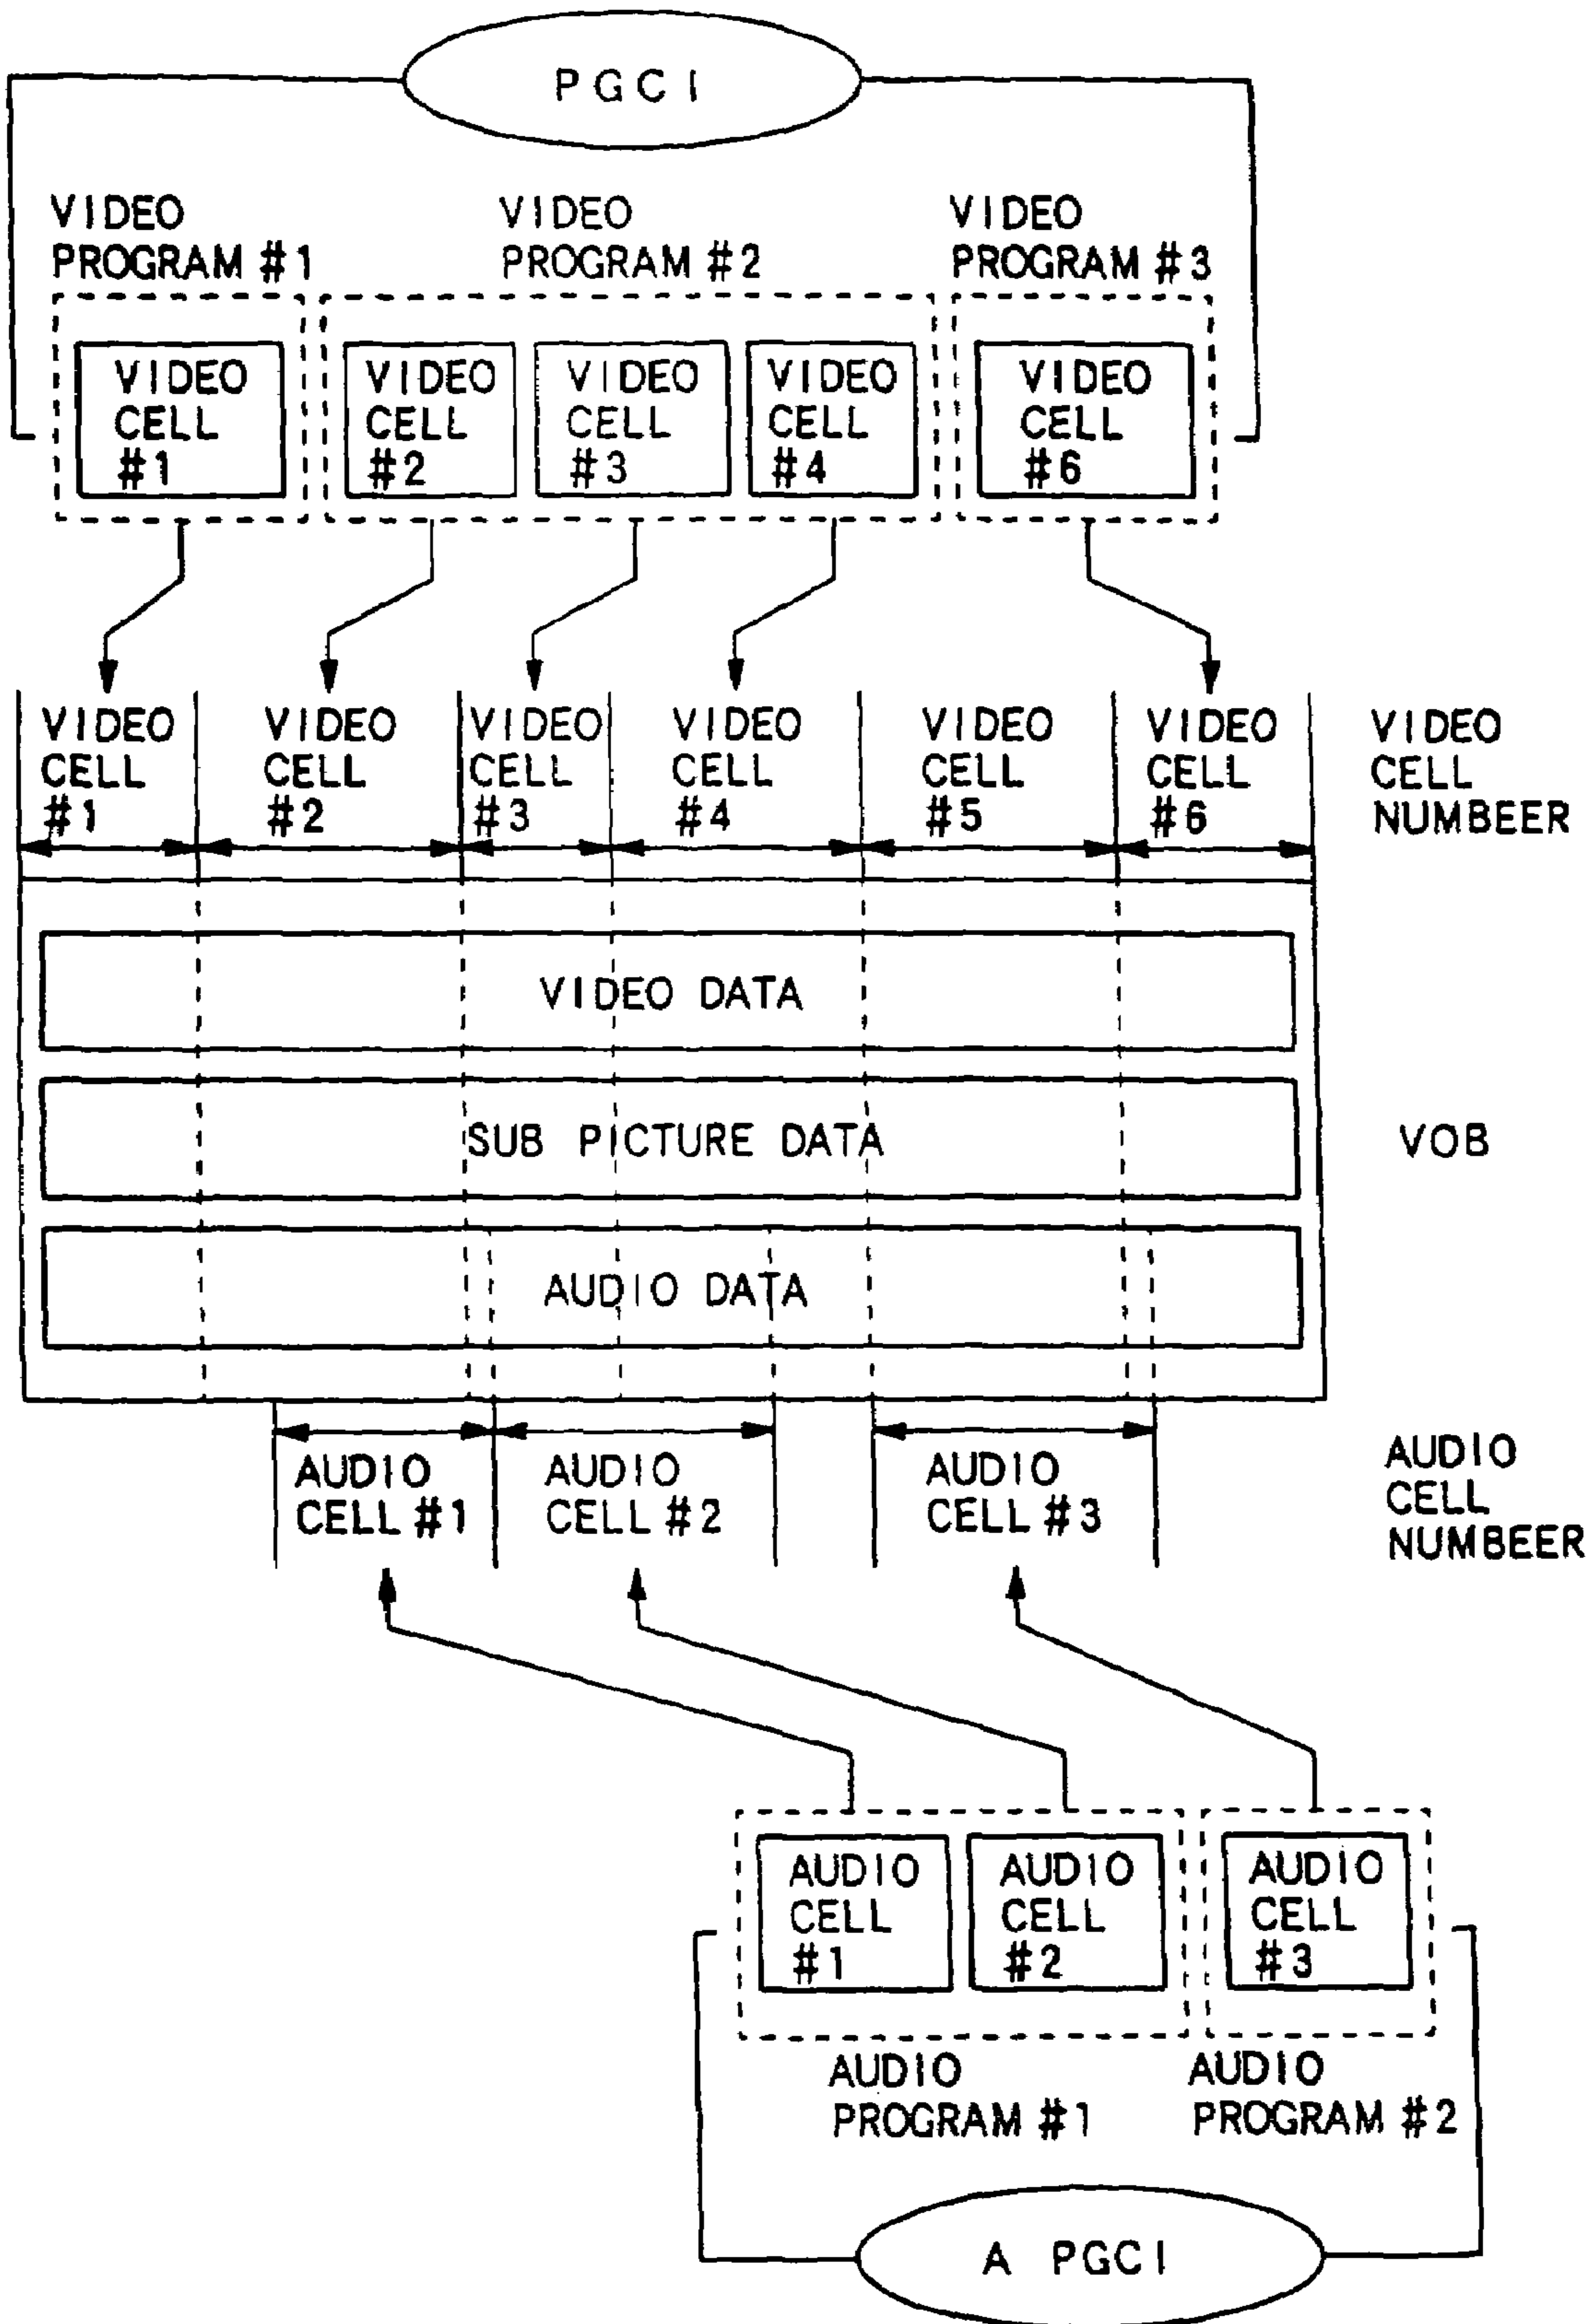 PGCI
VIDEO
PROGRAM #1
VIDEO
PROGRAM #2
VIDEO
PROGRAM #3
VIDEO
CELL
#1
VIDEO
CELL
#2
VIDEO
CELL
#3
VIDEO
CELL
#4
VIDEO
CELL
#6
VIDEO
CELL
#1
VIDEO
CELL
#2
VIDEO
CELL
#3
VIDEO
CELL
#4
VIDEO
CELL
#5
VIDEO
CELL
#6
VIDEO
CELL
NUMBEER
VIDEO DATA
SUB PICTURE DATA
VOB
AUDIO DATA
AUDIO
CELL #1
AUDIO
CELL #2
AUDIO
CELL #3
AUDIO
CELL
NUMBEER
AUDIO
CELL
#1
AUDIO
CELL
#2
AUDIO
CELL
#3
AUDIO
PROGRAM #1
AUDIO
PROGRAM #2
A PGCI